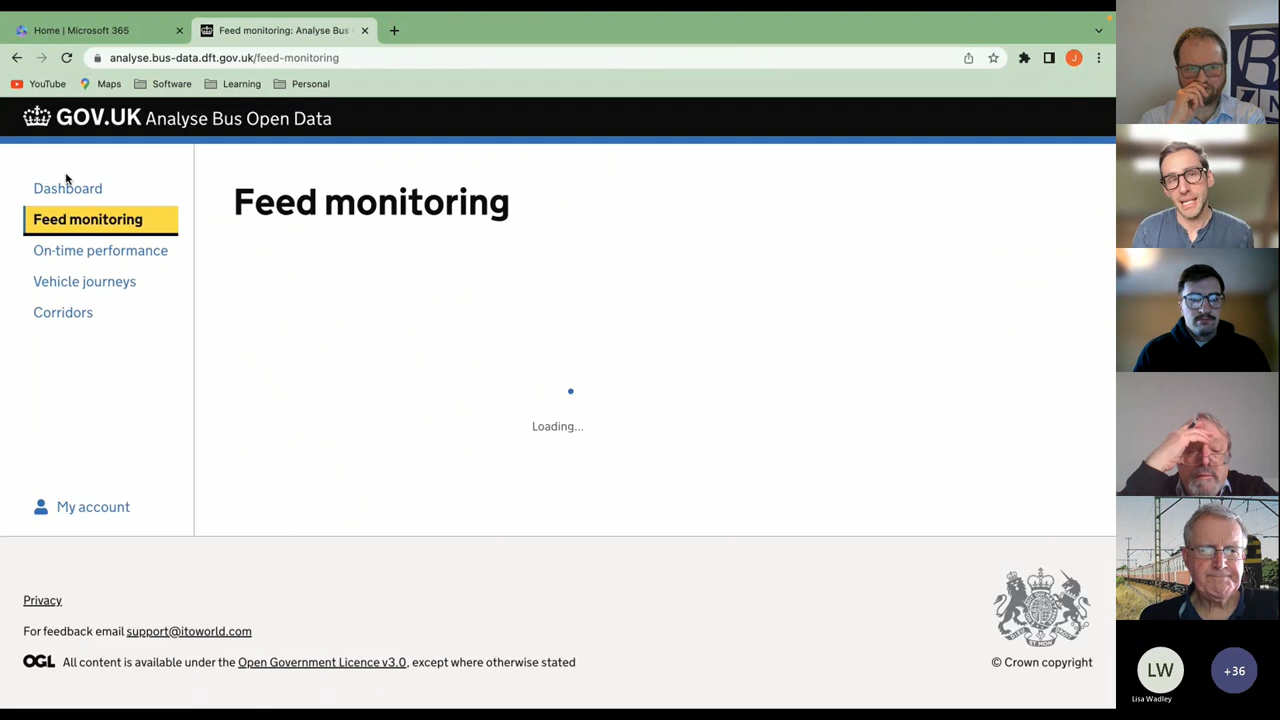 Home | Microsoft 365
Feed monitoring: Analyse Bus
analyse.bus-data.dft.gov.uk/feed-monitoring
J
YouTube
Maps
Software
Learning
Personal
GOV.UK Analyse Bus Open Data
Dashboard
Feed monitoring
On-time performance
Vehicle journeys
Corridors
My account
Feed monitoring
Loading...
Privacy
For feedback email support@itoworld.com
OGL All content is available under the Open Government Licence v3.0, except where otherwise stated
© Crown copyright
LW
Lisa Wadley
+36